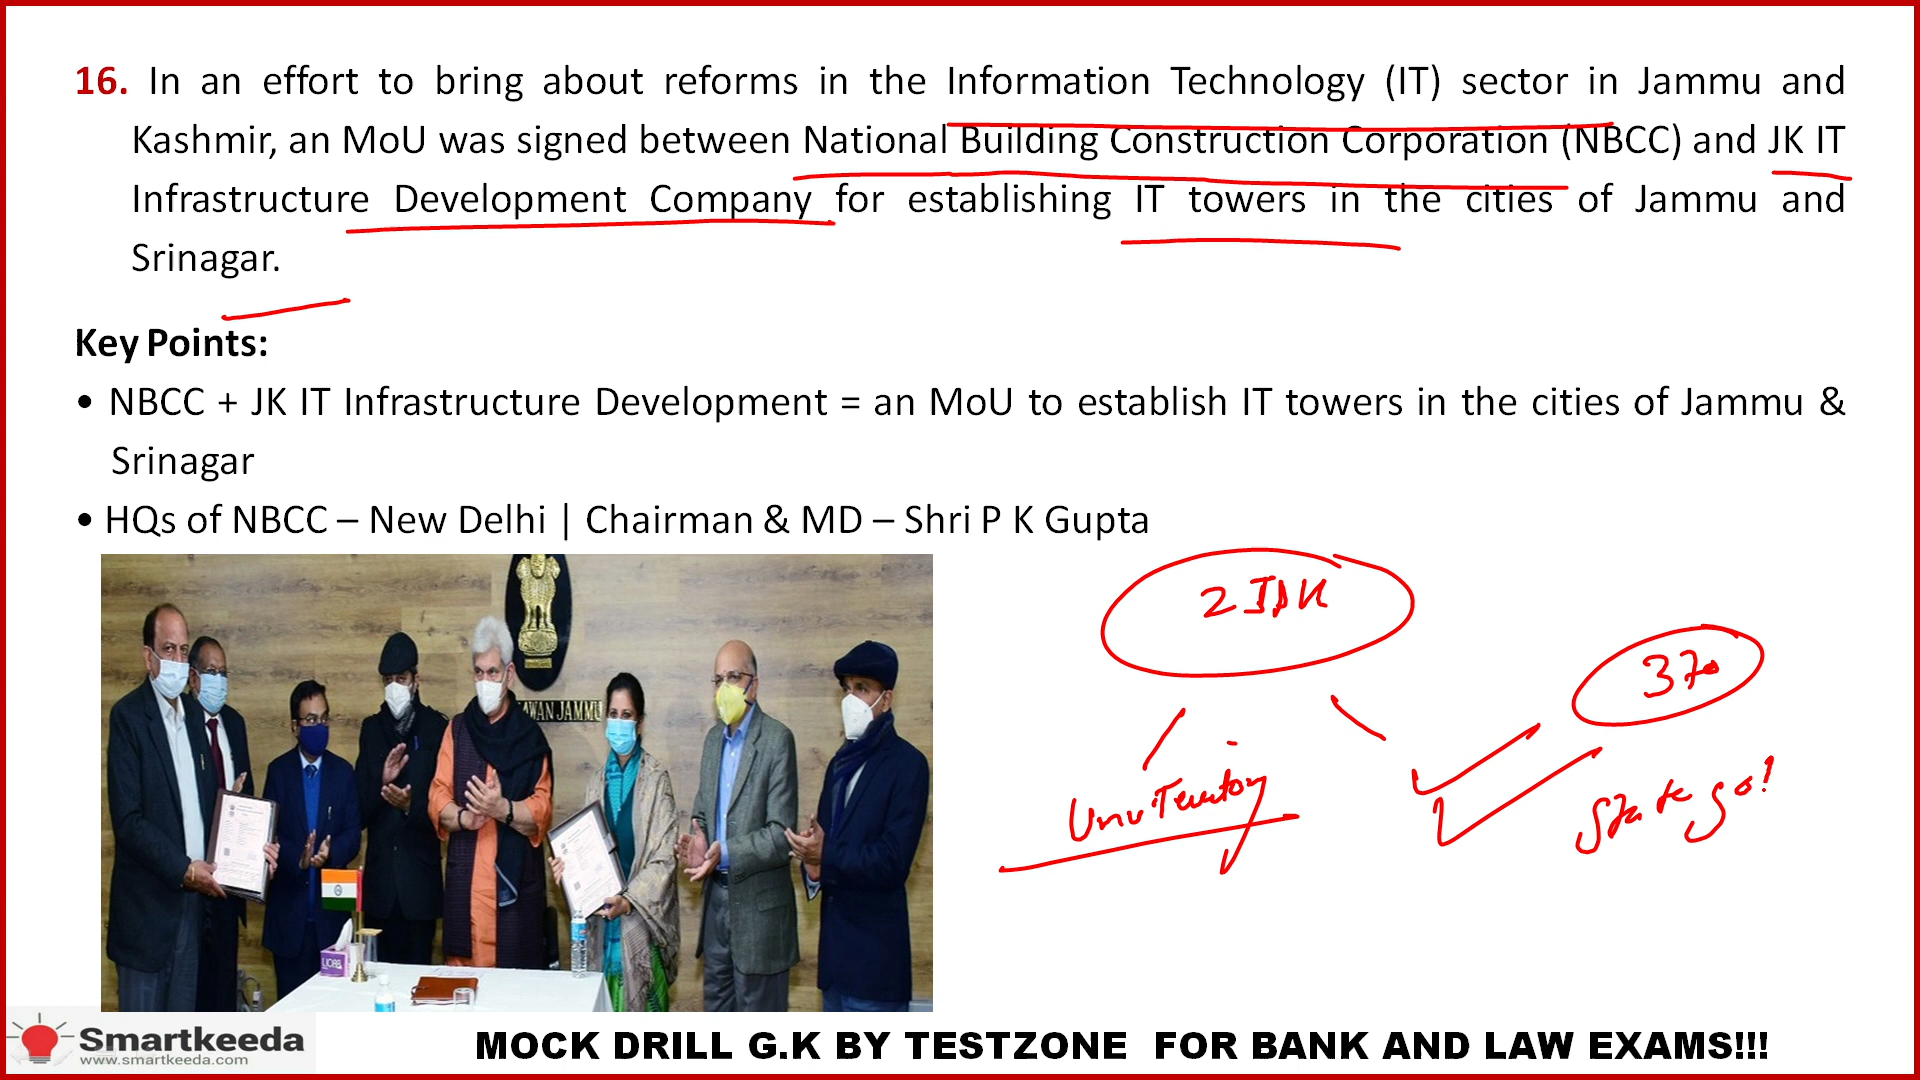 16. In an effort to bring about reforms in the Information Technology (IT) sector in Jammu and
Kashmir, an MoU was signed between National Building Construction Corporation (NBCC) and JK IT
Infrastructure Development Company for establishing IT towers in the cities of Jammu and
Srinagar.
Key Points:
• NBCC + JK IT Infrastructure Development = an MoU to establish IT towers in the cities of Jammu &
Srinagar
• HQs of NBCC – New Delhi | Chairman & MD – Shri P K Gupta
JAMMU
370
Smartkeeda
www.smartkeeda.com
MOCK DRILL G.K BY TESTZONE FOR BANK AND LAW EXAMS!!!